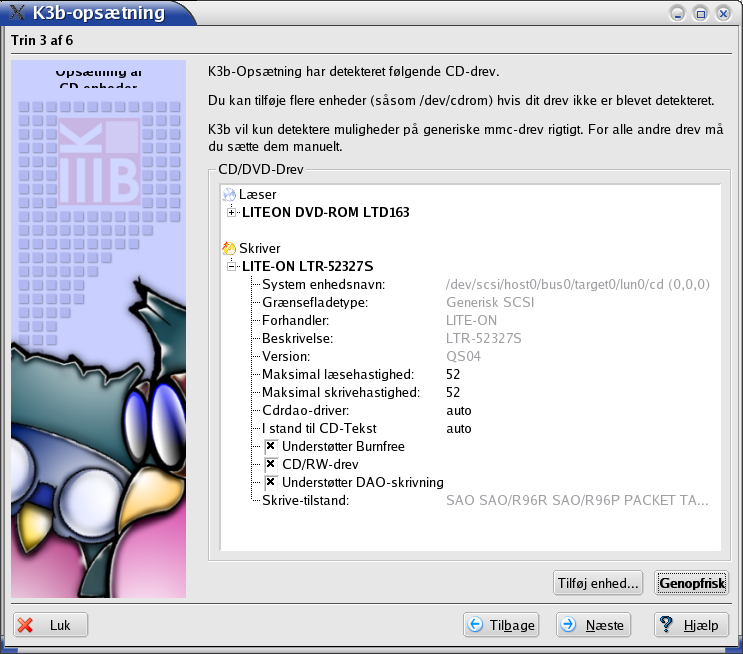 K3b-opsætning
Trin 3 af 6
Opsætning af
CD-enheder
K3b-Opsætning har detekteret følgende CD-drev.
Du kan tilføje flere enheder (såsom /dev/cdrom) hvis dit drev ikke er blevet detekteret.
K3b vil kun detektere muligheder på generiske mmc-drev rigtigt. For alle andre drev må
du sætte dem manuelt.
CD/DVD-Drev
Læser
LITEON DVD-ROM LTD163
Skriver
LITE-ON LTR-52327S
System enhedsnavn: /dev/scsi/host0/bus0/target0/lun0/cd (0,0,0)
Grænsefladetype: Generisk SCSI
Forhandler: LITE-ON
Beskrivelse: LTR-52327S
Version: QS04
Maksimal læsehastighed: 52
Maksimal skrivehastighed: 52
Cdrdao-driver: auto
I stand til CD-Tekst auto
Understøtter Burnfree
CD/RW-drev
Understøtter DAO-skrivning
Skrive-tilstand: SAO SAO/R96R SAO/R96P PACKET TA...
Tilføj enhed... Genopfrisk
Luk Tilbage Næste Hjælp